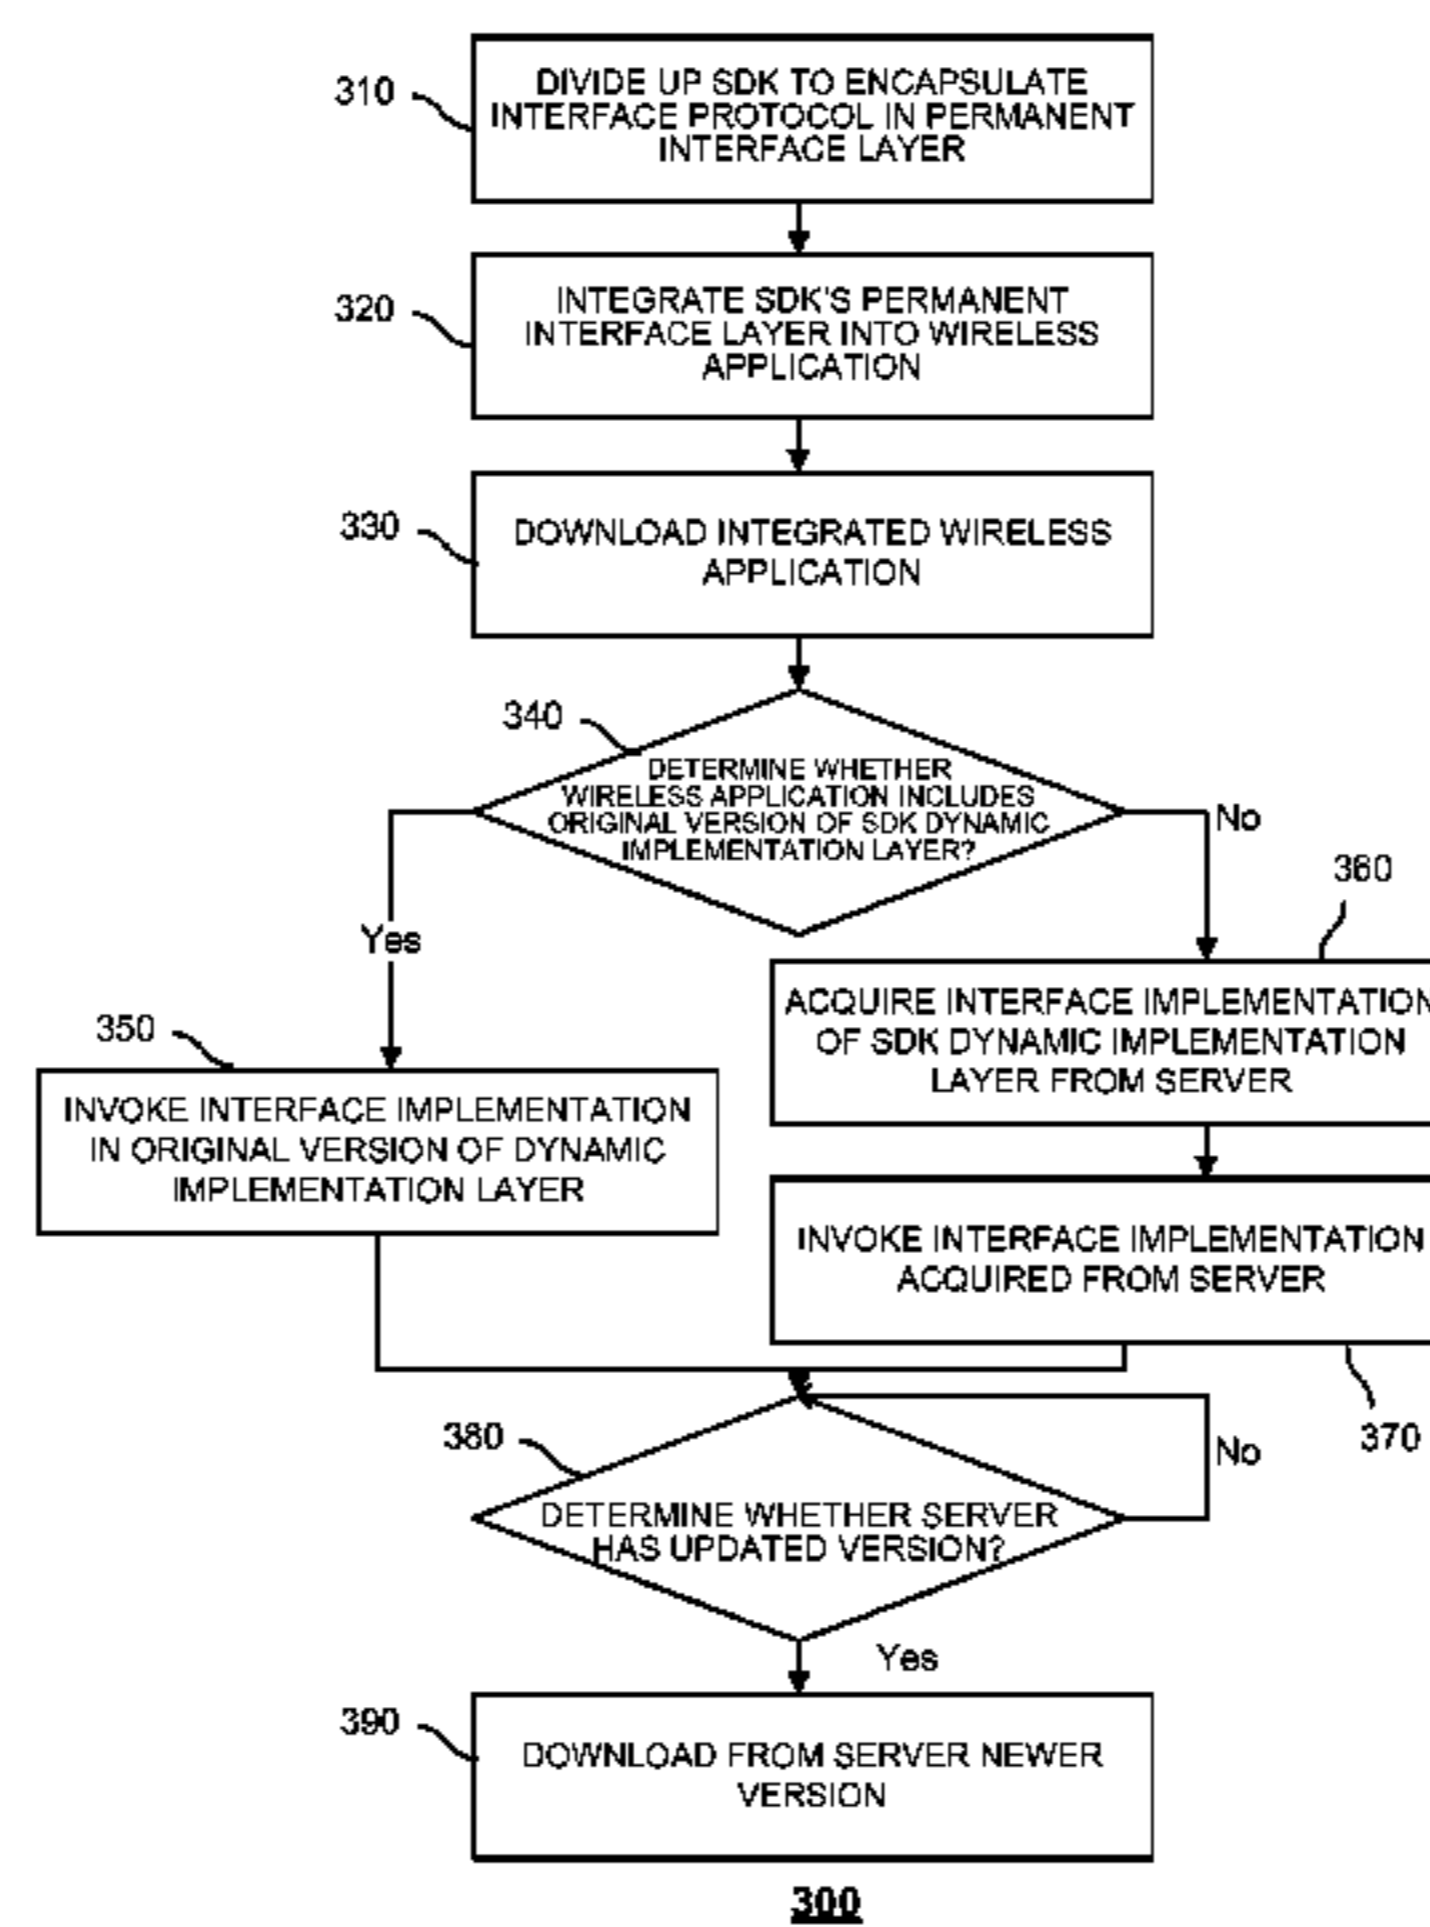 310
DIVIDE UP SDK TO ENCAPSULATE
INTERFACE PROTOCOL IN PERMANENT
INTERFACE LAYER
320
INTEGRATE SDK'S PERMANENT
INTERFACE LAYER INTO WIRELESS
APPLICATION
330
DOWNLOAD INTEGRATED WIRELESS
APPLICATION
340
DETERMINE WHETHER
WIRELESS APPLICATION INCLUDES
ORIGINAL VERSION OF SDK DYNAMIC
IMPLEMENTATION LAYER?
No
Yes
360
ACQUIRE INTERFACE IMPLEMENTATION
OF SDK DYNAMIC IMPLEMENTATION
LAYER FROM SERVER
350
INVOKE INTERFACE IMPLEMENTATION
IN ORIGINAL VERSION OF DYNAMIC
IMPLEMENTATION LAYER
INVOKE INTERFACE IMPLEMENTATION
ACQUIRED FROM SERVER
370
380
DETERMINE WHETHER SERVER
HAS UPDATED VERSION?
No
Yes
390
DOWNLOAD FROM SERVER NEWER
VERSION
300